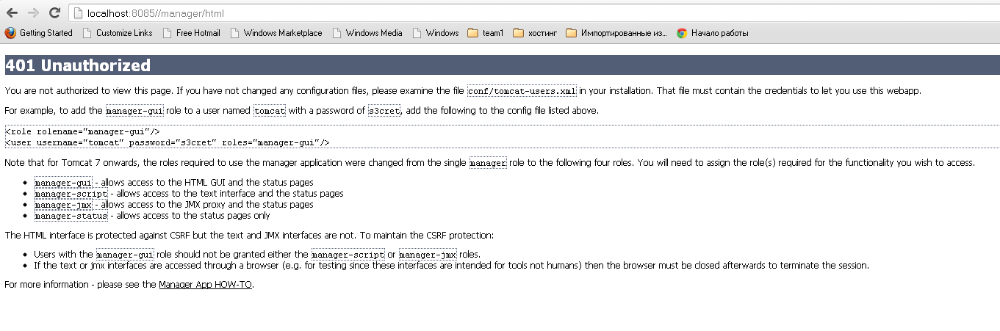 localhost:8085//manager/html
Getting Started Customize Links Free Hotmail Windows Marketplace Windows Media Windows team1 хостинг Импортированные из... Начало работы
401 Unauthorized
You are not authorized to view this page. If you have not changed any configuration files, please examine the file conf/tomcat-users.xml in your installation. That file must contain the credentials to let you use this webapp.
For example, to add the manager-gui role to a user named tomcat with a password of s3cret, add the following to the config file listed above.
<role rolename="manager-gui"/>
<user username="tomcat" password="s3cret" roles="manager-gui"/>
Note that for Tomcat 7 onwards, the roles required to use the manager application were changed from the single manager role to the following four roles. You will need to assign the role(s) required for the functionality you wish to access.
• manager-gui - allows access to the HTML GUI and the status pages
• manager-script - allows access to the text interface and the status pages
• manager-jmx - allows access to the JMX proxy and the status pages
• manager-status - allows access to the status pages only
The HTML interface is protected against CSRF but the text and JMX interfaces are not. To maintain the CSRF protection:
• Users with the manager-gui role should not be granted either the manager-script or manager-jmx roles.
• If the text or jmx interfaces are accessed through a browser (e.g. for testing since these interfaces are intended for tools not humans) then the browser must be closed afterwards to terminate the session.
For more information - please see the Manager App HOW-TO.